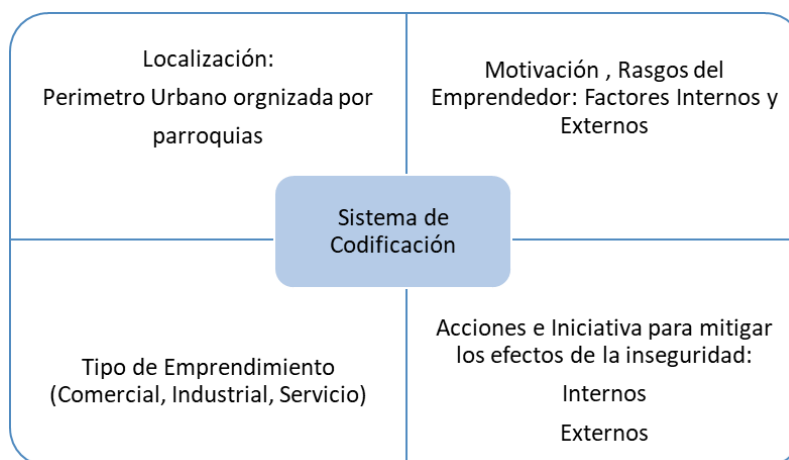 Localización:
Perimetro Urbano orgnizada por
parroquias
Motivación , Rasgos del
Emprendedor: Factores Internos y
Externos
Sistema de
Codificación
Tipo de Emprendimiento
(Comercial, Industrial, Servicio)
Acciones e Iniciativa para mitigar
los efectos de la inseguridad:
Internos
Externos